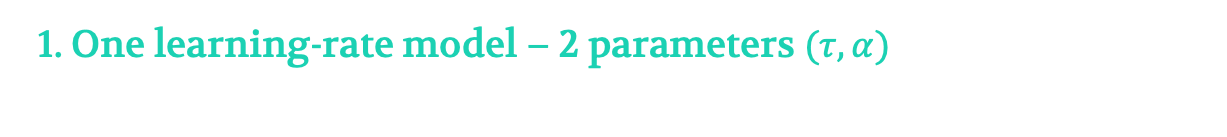 1. One learning-rate model – 2 parameters (τ, α)